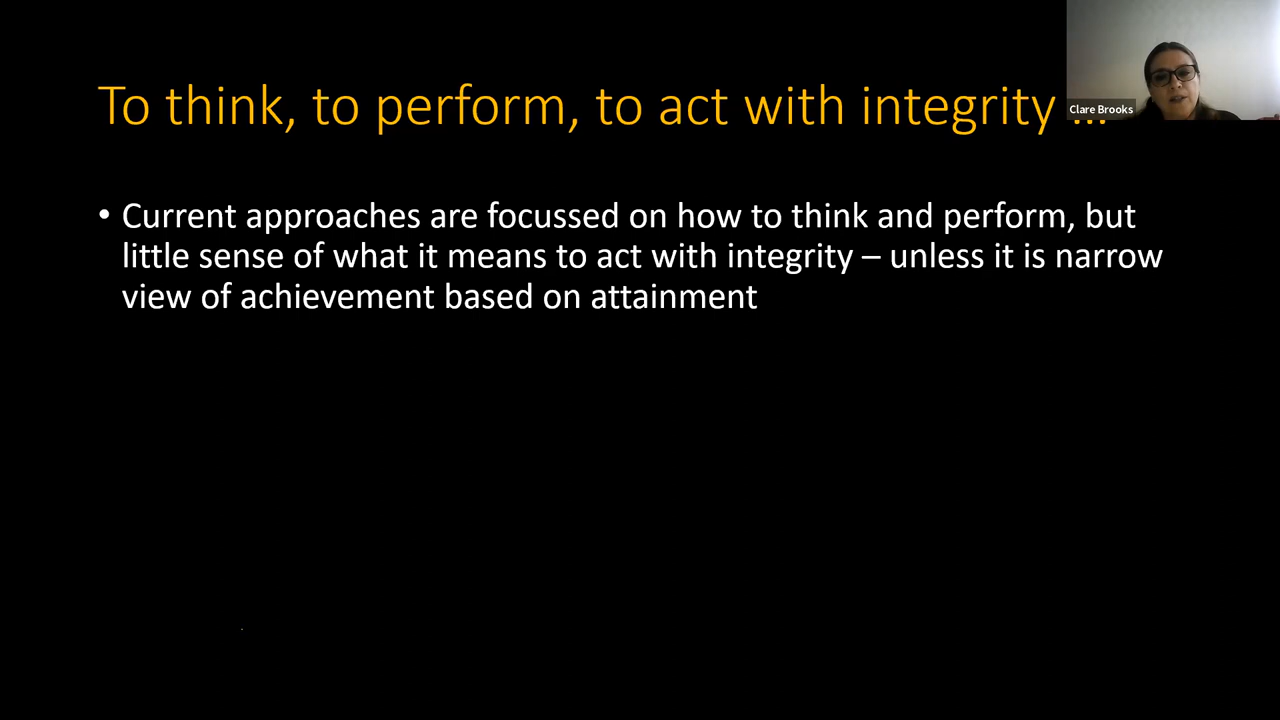 To think, to perform, to act with integrity ...
Clare Brooks
• Current approaches are focussed on how to think and perform, but
little sense of what it means to act with integrity – unless it is narrow
view of achievement based on attainment